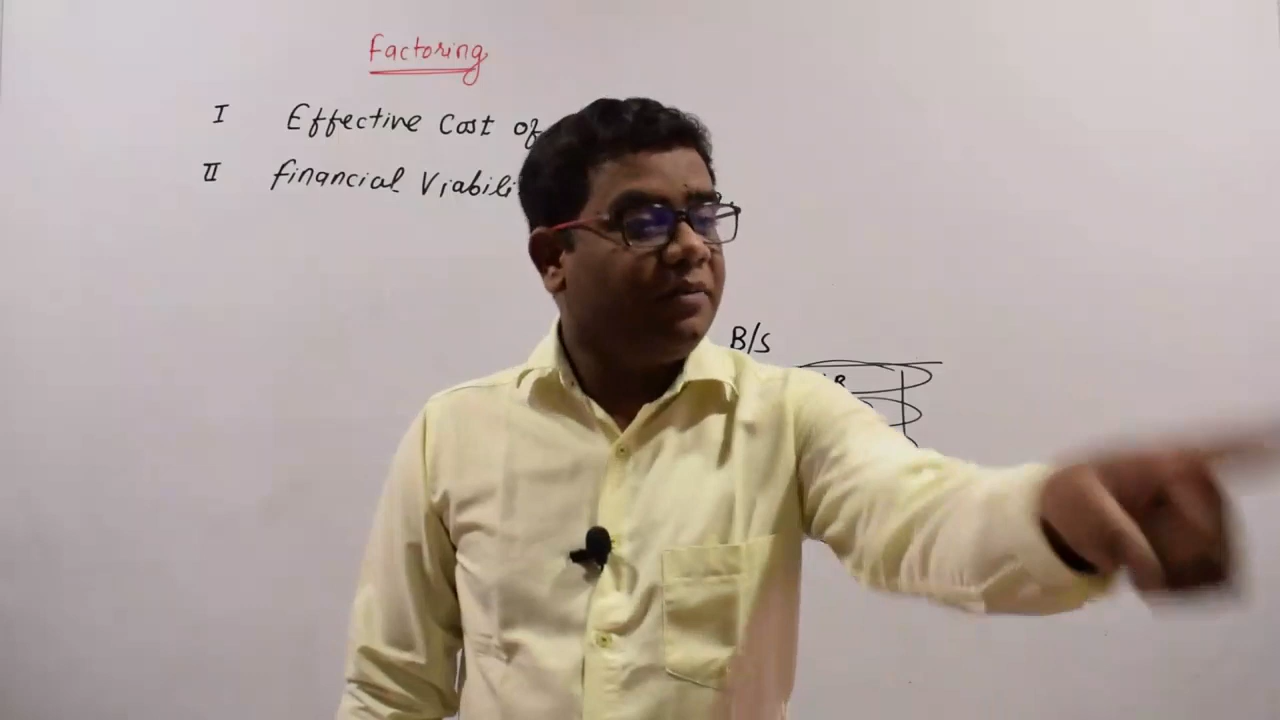 Factoring
I Effective Cost of
II Financial Viabili
B/S